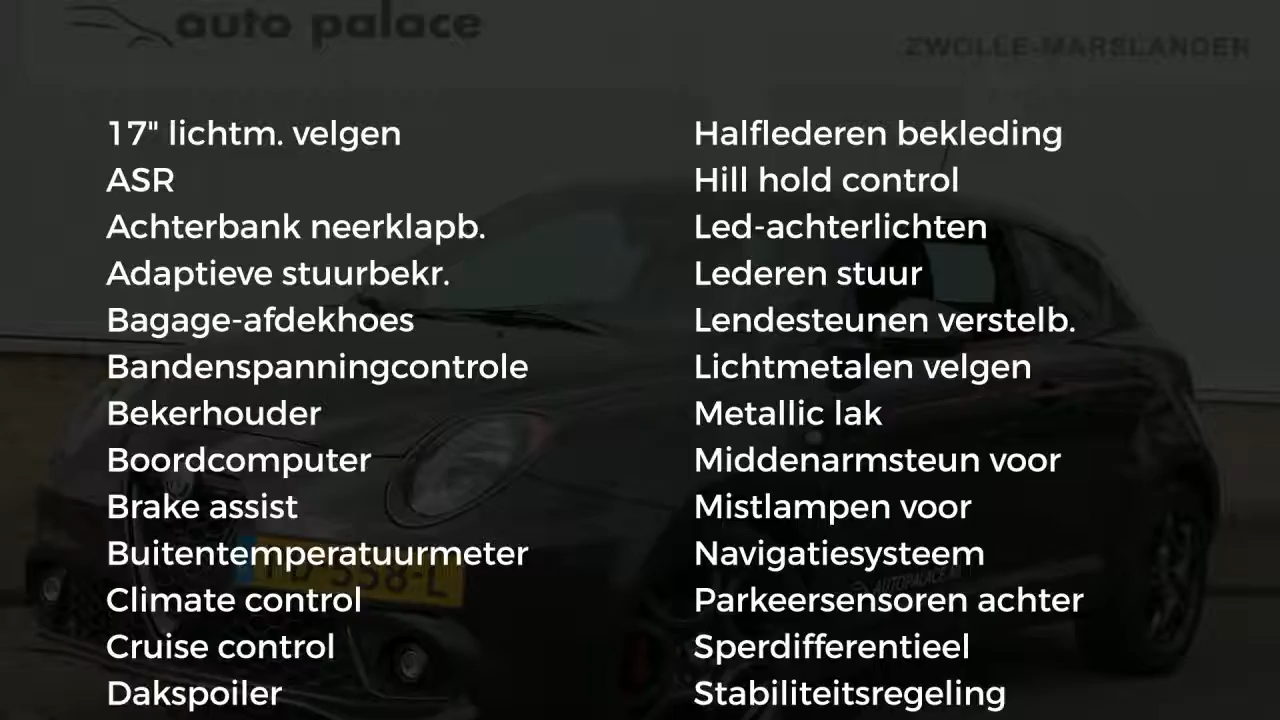 auto palace
ZWOLLE-MARSLANDEN
17" lichtm. velgen
ASR
Achterbank neerklapb.
Adaptieve stuurbekr.
Bagage-afdekhoes
Bandenspanningcontrole
Bekerhouder
Boordcomputer
Brake assist
Buitentemperatuurmeter
Climate control
Cruise control
Dakspoiler
Halflederen bekleding
Hill hold control
Led-achterlichten
Lederen stuur
Lendesteunen verstelb.
Lichtmetalen velgen
Metallic lak
Middenarmsteun voor
Mistlampen voor
Navigatiesysteem
Parkeersensoren achter
Sperdifferentieel
Stabiliteitsregeling